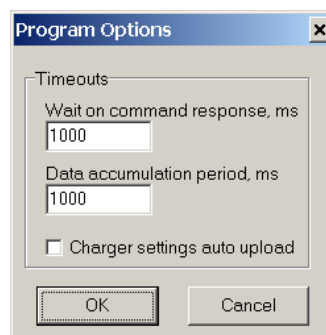 Program Options
Timeouts
Wait on command response, ms
1000
Data accumulation period, ms
1000
Charger settings auto upload
OK Cancel